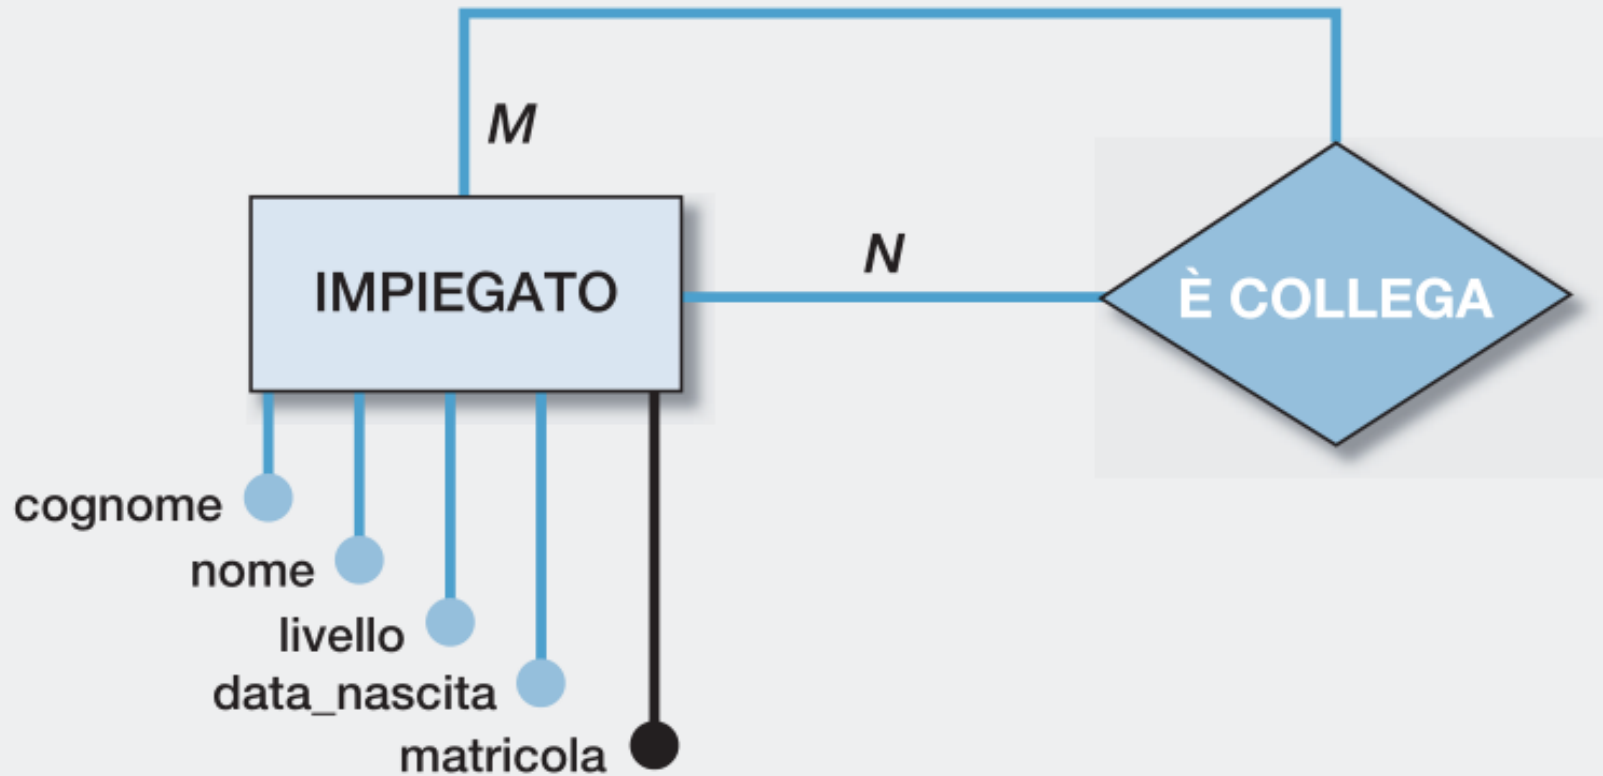 M
N
IMPIEGATO
È COLLEGA
cognome
nome
livello
data_nascita
matricola